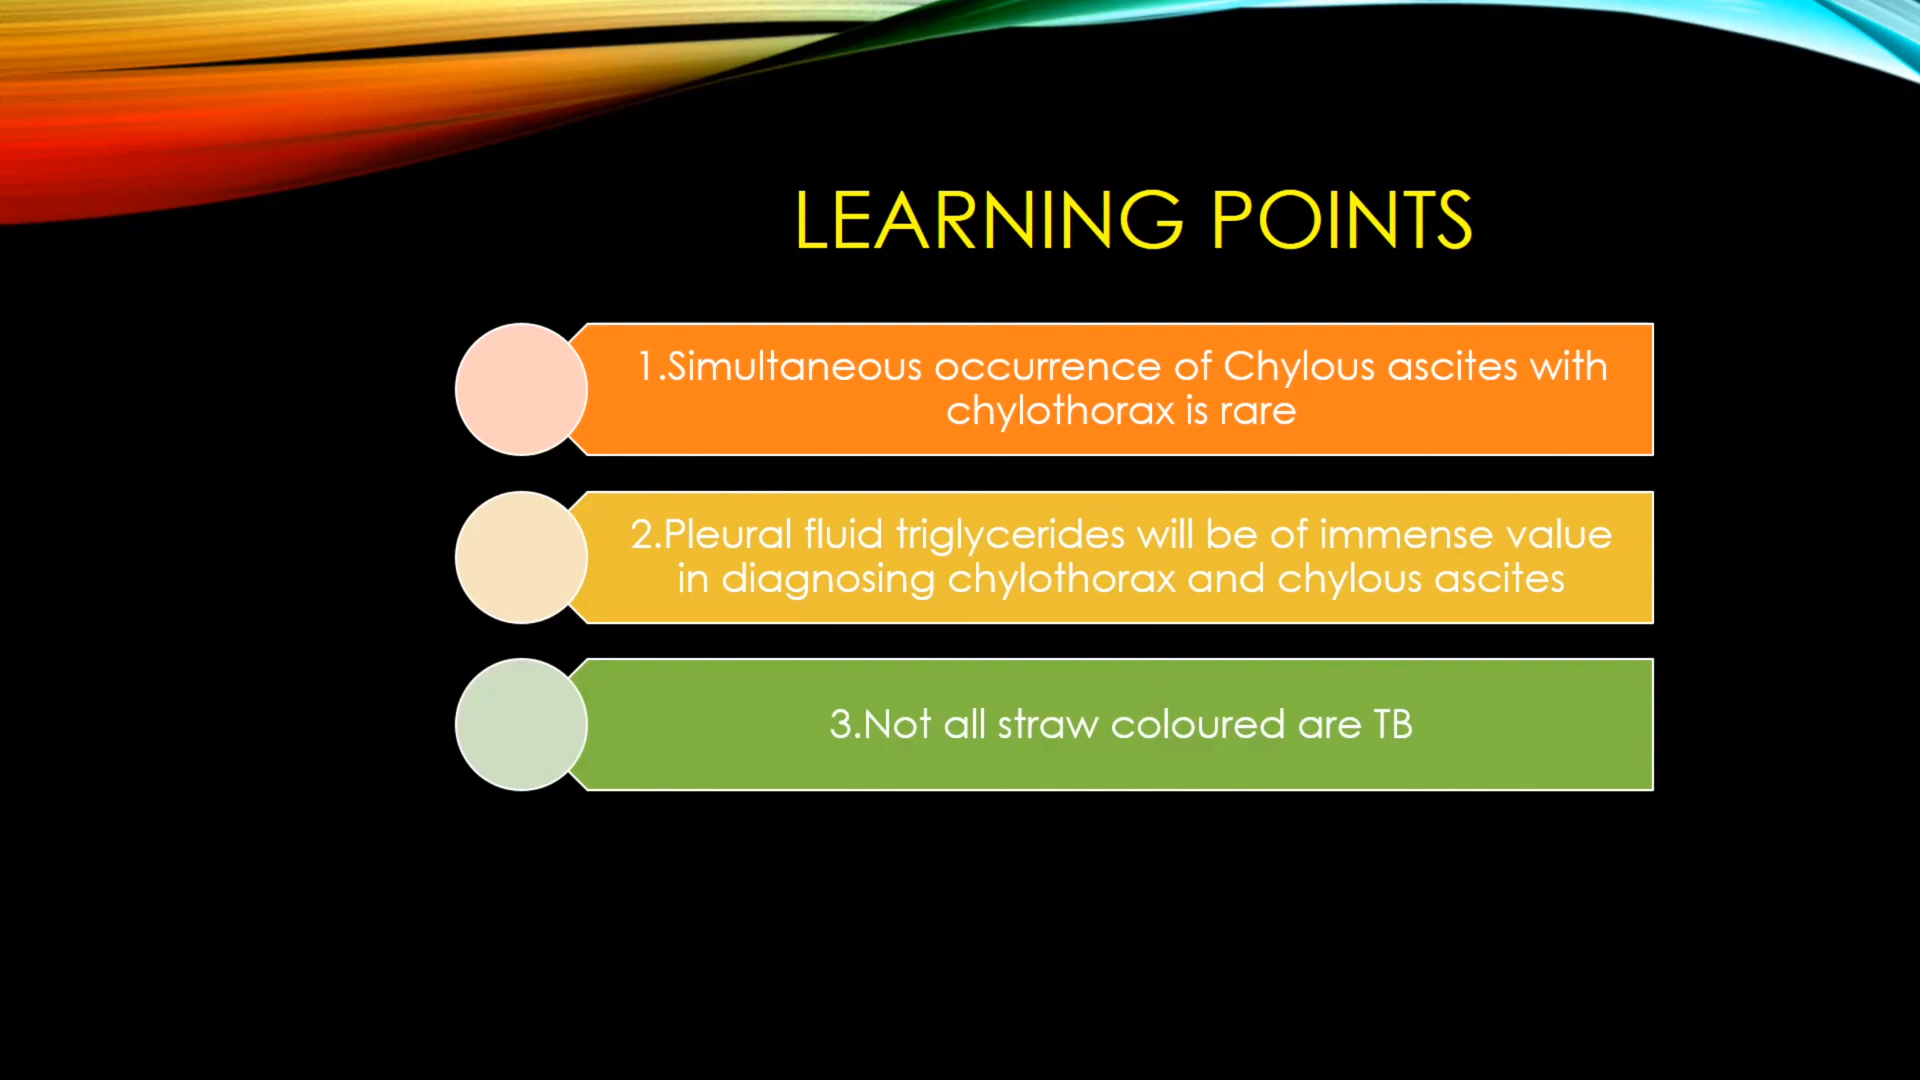 LEARNING POINTS
1.Simultaneous occurrence of Chylous ascites with
chylothorax is rare
2.Pleural fluid triglycerides will be of immense value
in diagnosing chylothorax and chylous ascites
3.Not all straw coloured are TB